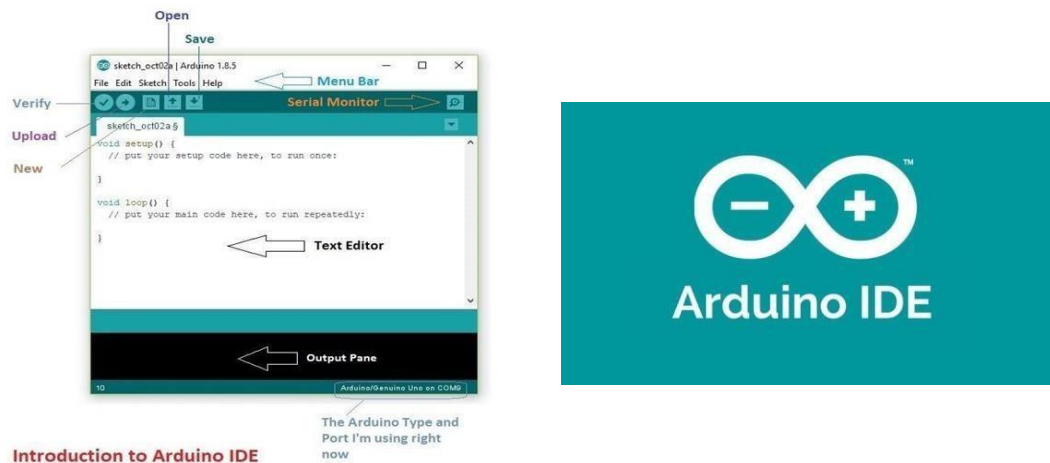 Open
Save
sketch_oct02a | Arduino 1.8.5
File Edit Sketch Tools Help
Menu Bar
Verify
Serial Monitor
Upload
sketch_oct02a §
New
void setup() {
// put your setup code here, to run once:
}
void loop() {
// put your main code here, to run repeatedly:
}
Text Editor
Output Pane
10
Arduino/Genuino Uno on COM9
The Arduino Type and
Port I'm using right
now
Introduction to Arduino IDE
TM
Arduino IDE